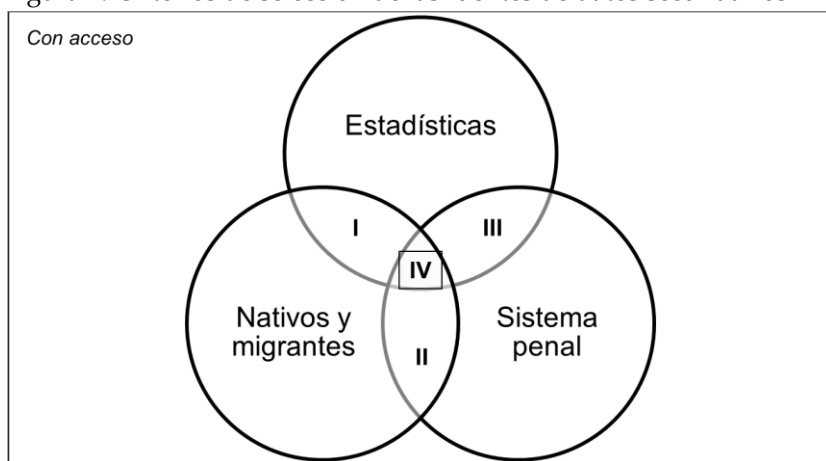 Con acceso
Estadísticas
I
III
IV
Nativos y
migrantes
Sistema
penal
II